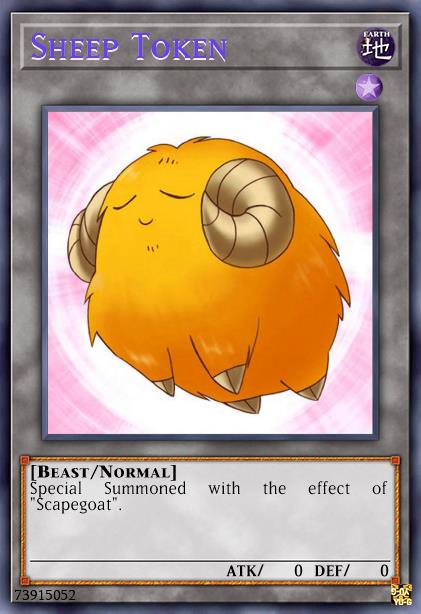 Sheep Token
EARTH
地
[Beast/Normal]
Special Summoned with the effect of
"Scapegoat".
ATK/ 0 DEF/ 0
73915052